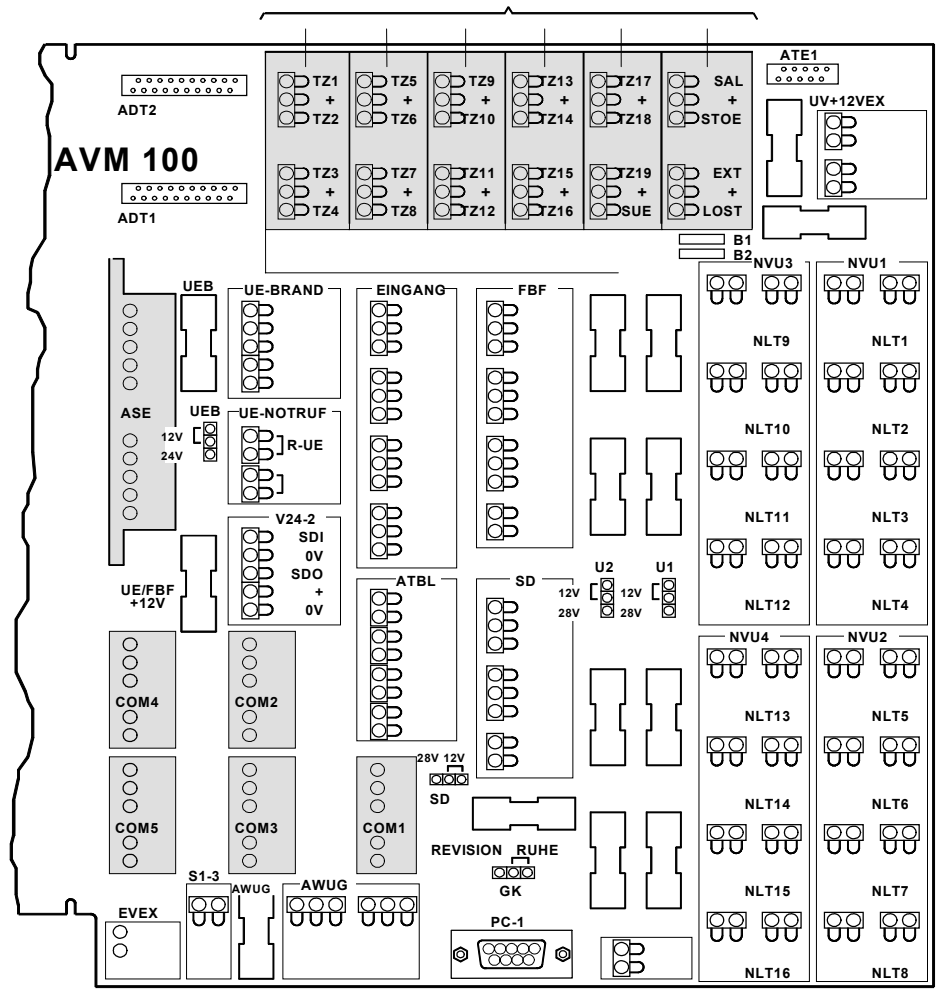 ATE1
ADT2
TZ1 TZ5 TZ9 TZ13 TZ17 SAL
+ + + + + +
TZ2 TZ6 TZ10 TZ14 TZ18 STOE
UV+12VEX
AVM 100
TZ3 TZ7 TZ11 TZ15 TZ19 EXT
+ + + + + +
TZ4 TZ8 TZ12 TZ16 SUE LOST
ADT1
B1
B2
UEB UE-BRAND EINGANG FBF NVU3 NVU1
NLT9 NLT1
ASE
UEB UE-NOTRUF
12V
24V
R-UE
NLT10 NLT2
V24-2
SDI
0V
SDO
+
0V
NLT11 NLT3
UE/FBF
+12V
ATBL SD
U2 U1
12V 12V
28V 28V
NLT12 NLT4
NVU4 NVU2
COM4 COM2
NLT13 NLT5
28V 12V
SD
COM5 COM3 COM1
NLT14 NLT6
REVISION RUHE
GK
S1-3 AWUG AWUG
NLT15 NLT7
EVEX
PC-1
NLT16 NLT8